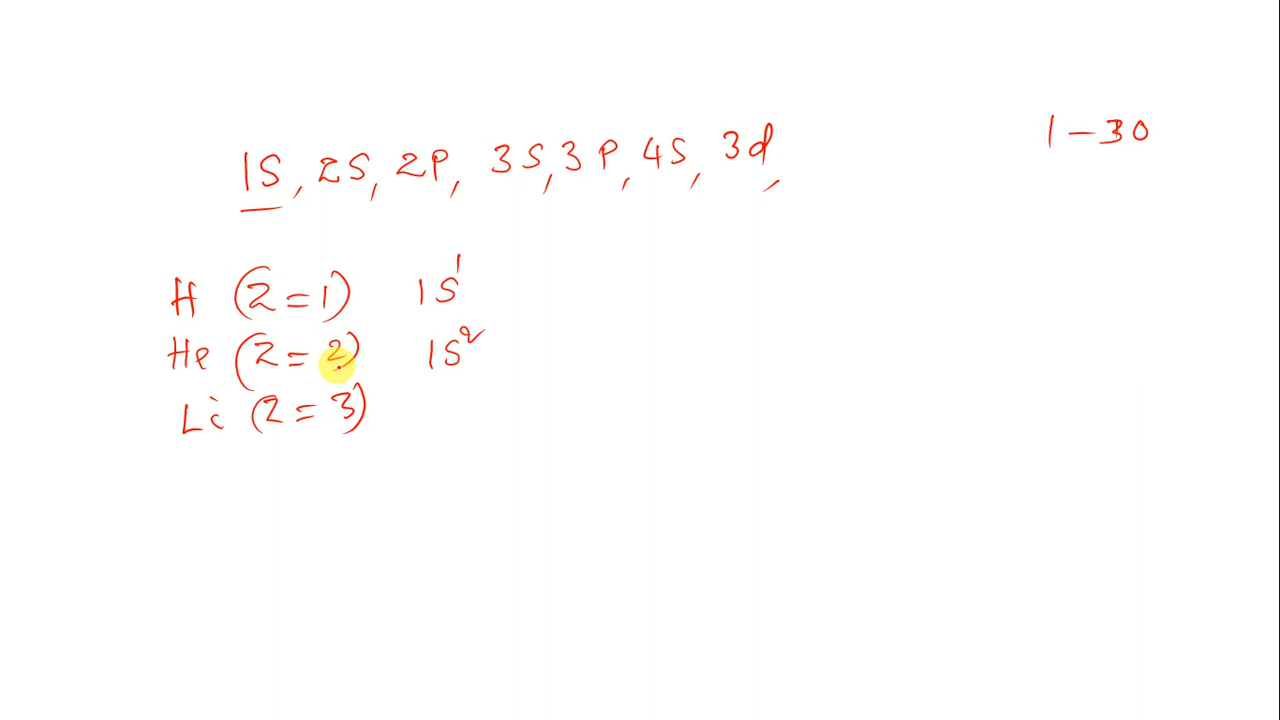 1S, 2S, 2P, 3S, 3P, 4S, 3d,
1-30
H (Z=1) 1S¹
He (Z=2) 1S²
Li (Z=3)